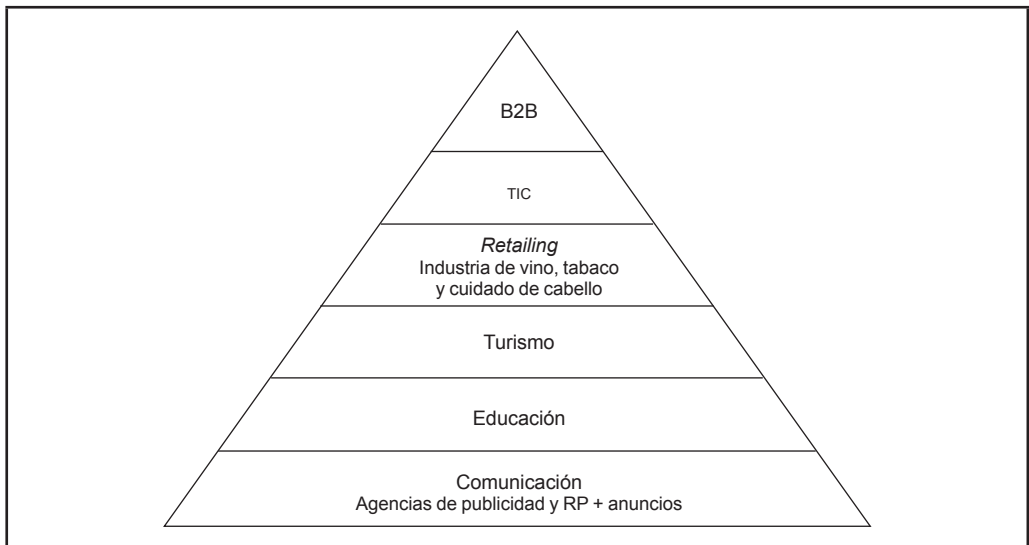 B2B
TIC
Retailing
Industria de vino, tabaco
y cuidado de cabello
Turismo
Educación
Comunicación
Agencias de publicidad y RP + anuncios